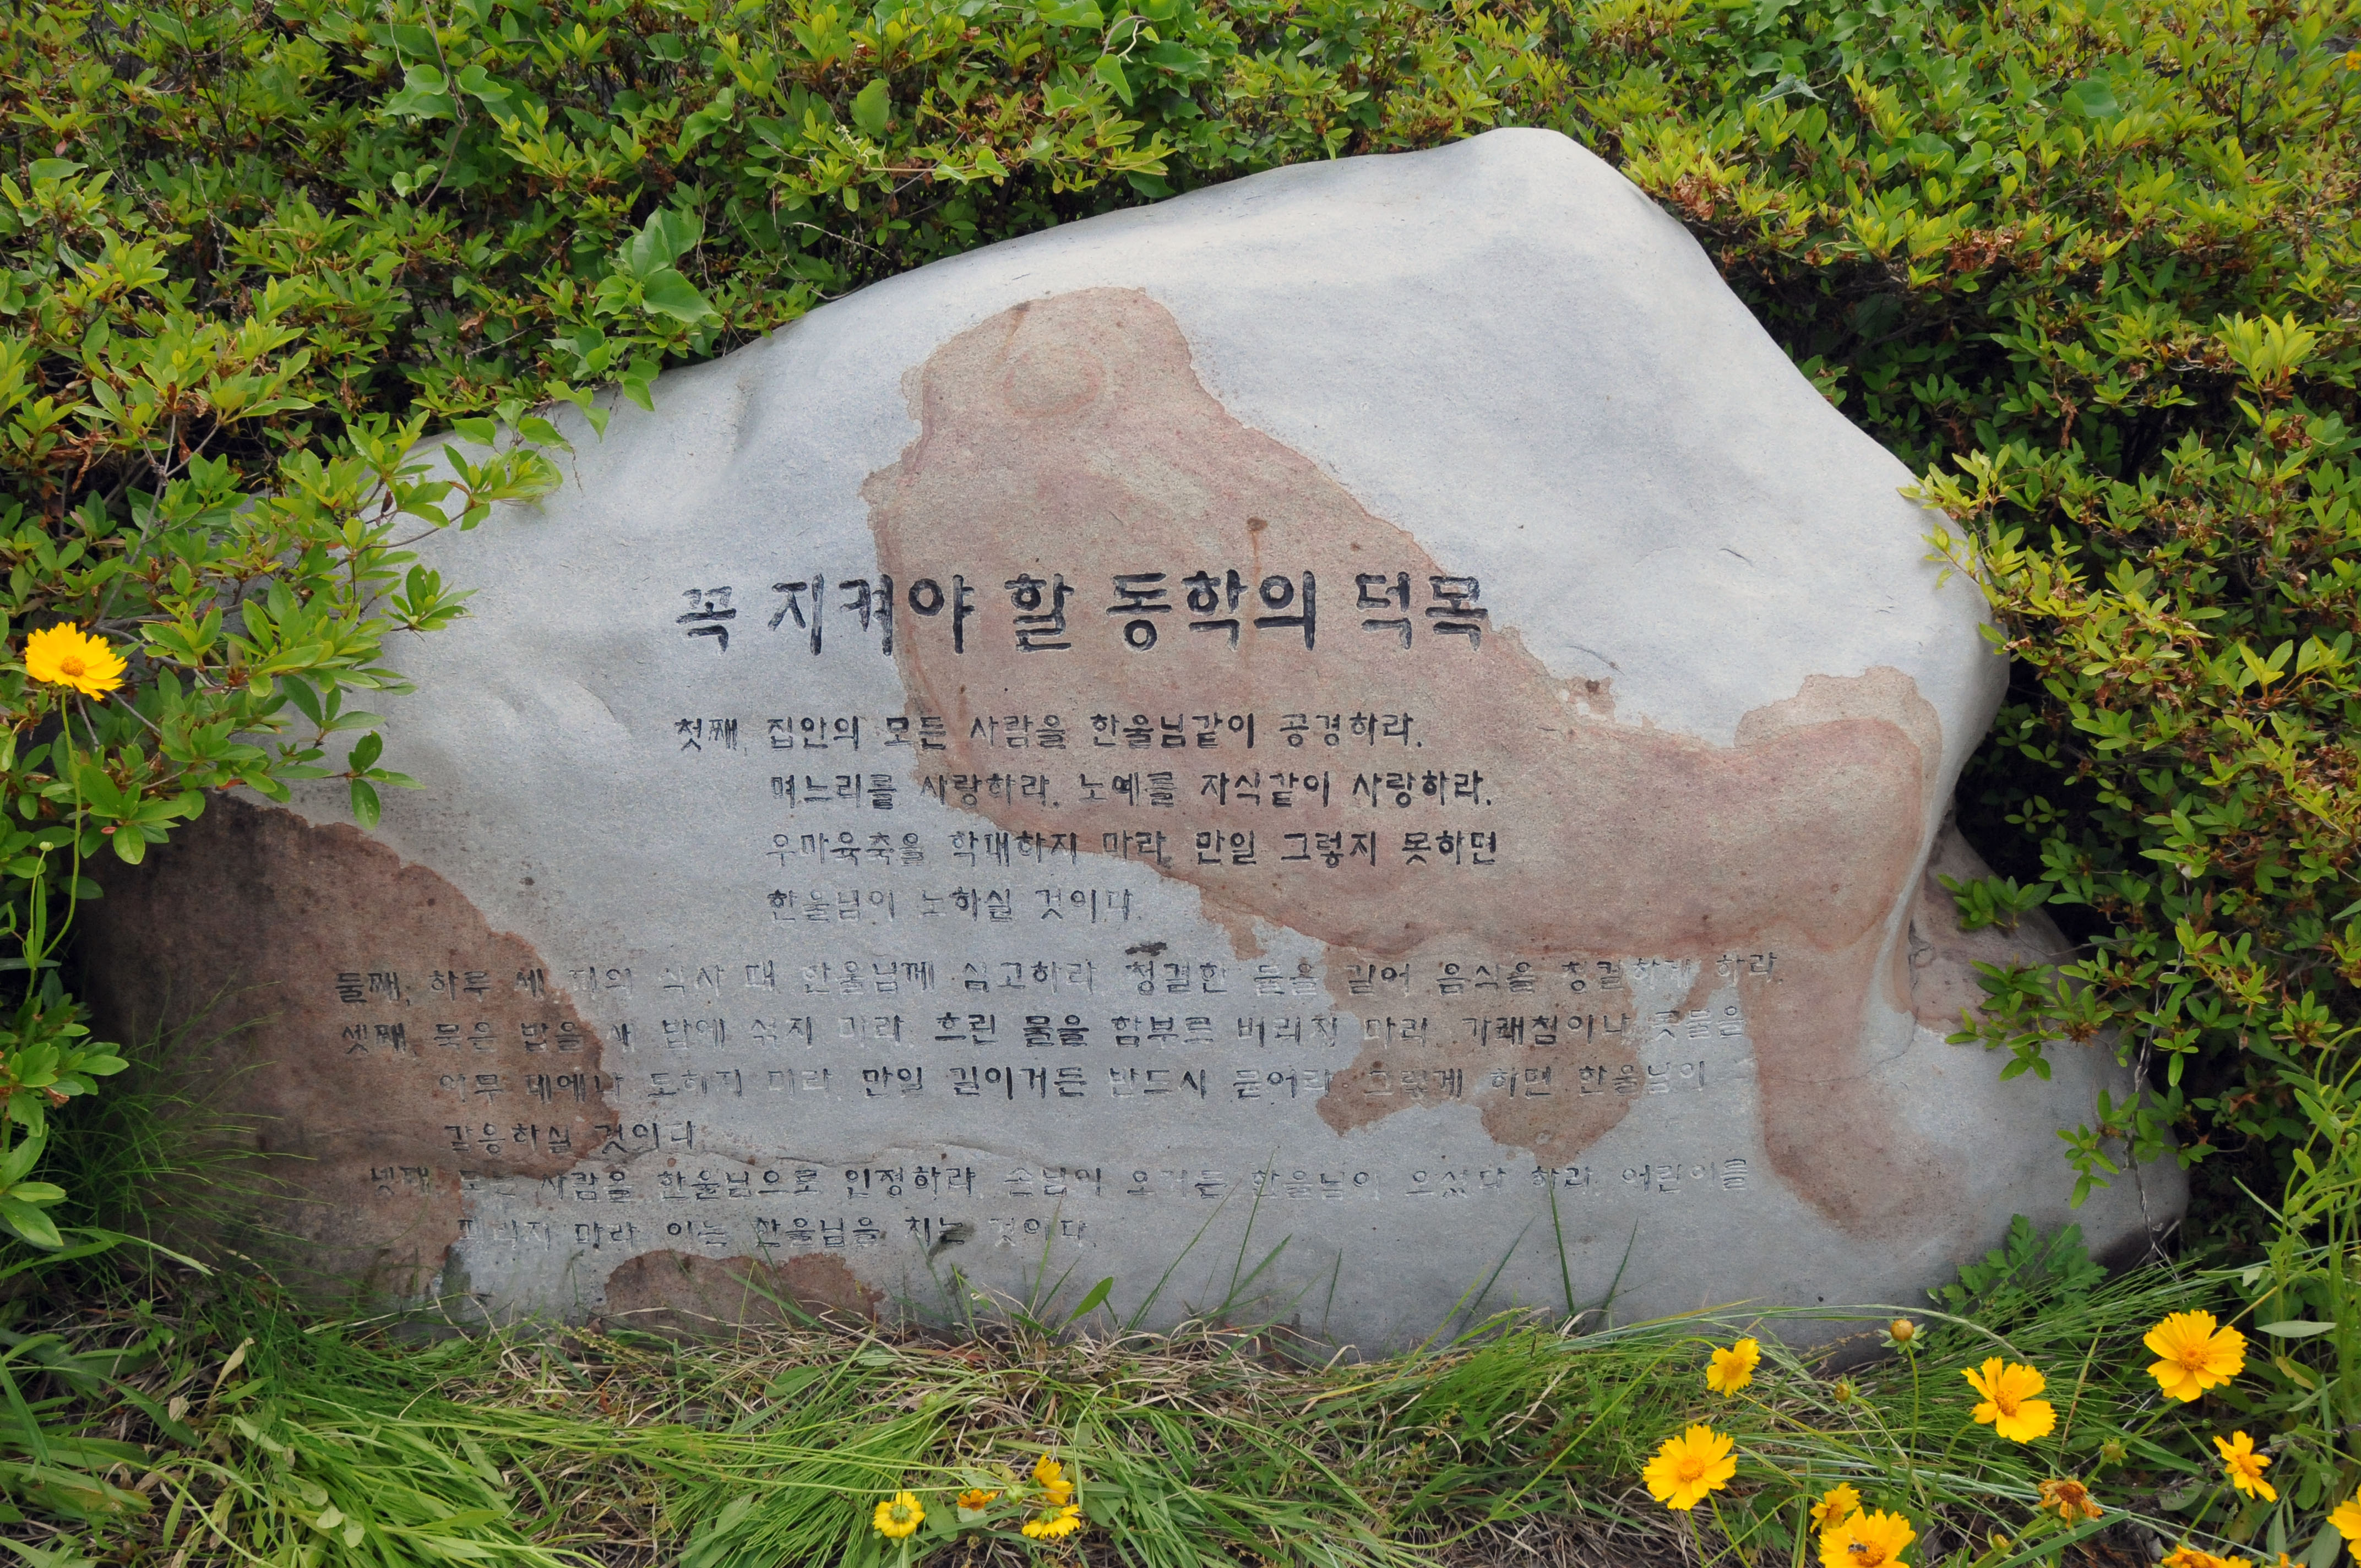 꼭 지켜야 할 동학의 덕목
첫째, 집안의 모든 사람을 한울님같이 공경하라.
며느리를 사랑하라. 노예를 자식같이 사랑하라.
우마육축을 학대하지 마라. 만일 그렇지 못하면
한울님이 노하실 것이다.
둘째, 하루 세 끼의 식사 때 한울님께 심고하라. 청결한 물을 길어 음식을 청결하게 하라.
셋째, 묵은 밥을 새 밥에 섞지 마라. 흐린 물을 함부로 버리지 마라. 가래침이나 콧물을
아무 데에나 토하지 마라. 만일 길이거든 반드시 묻어라. 그렇게 하면 한울님이
감응하실 것이다.
넷째, 모든 사람을 한울님으로 인정하라. 손님이 오거든 한울님이 오셨다 하라. 어린이를
때리지 마라. 이는 한울님을 치는 것이다.